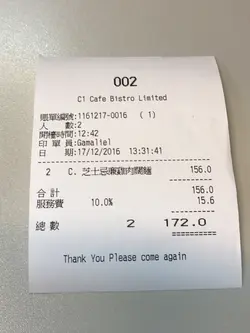 002
C1 Cafe Bistro Limited
賬單編號:1161217-0016 ( 1)
人 數:2
開檯時間:12:42
印 單 員:Gamaliel
日 期:17/12/2016 13:31:41
2 C. 芝士忌廉雞肉闊麵 156.0
合計 156.0
服務費 10.0% 15.6
總數 2 172.0
Thank You Please come again